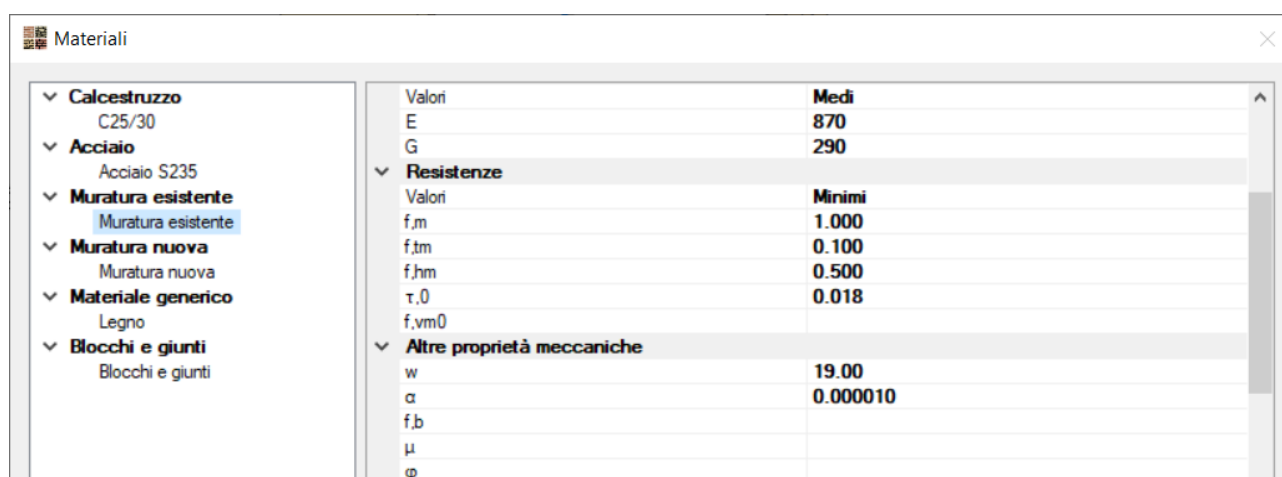 Materiali
Calcestruzzo
C25/30
Acciaio
Acciaio S235
Muratura esistente
Muratura esistente
Muratura nuova
Muratura nuova
Materiale generico
Legno
Blocchi e giunti
Blocchi e giunti
Valori Medi
E 870
G 290
Resistenze
Valori Minimi
f,m 1.000
f,tm 0.100
f,hm 0.500
τ,0 0.018
f,vm0
Altre proprietà meccaniche
w 19.00
α 0.000010
f,b
μ
φ